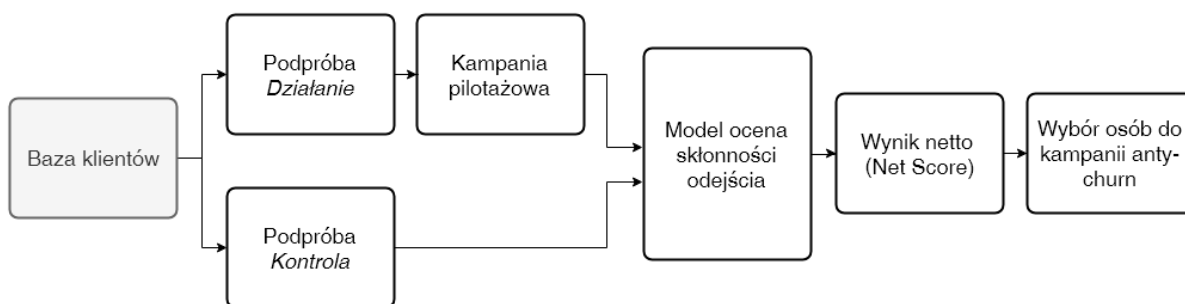 Baza klientów
Podpróba
Działanie
Kampania
pilotażowa
Podpróba
Kontrola
Model ocena
skłonności
odejścia
Wynik netto
(Net Score)
Wybór osób do
kampanii anty-
churn